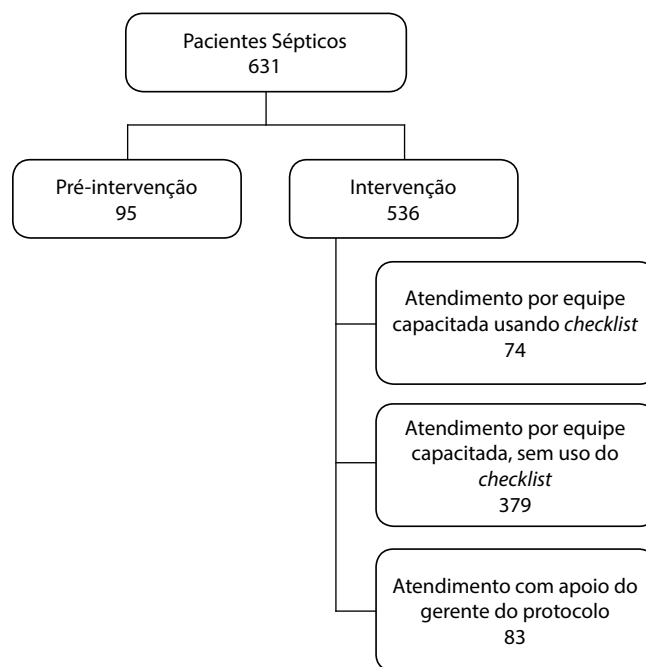 Pacientes Sépticos
631
Pré-intervenção
95
Intervenção
536
Atendimento por equipe
capacitada usando checklist
74
Atendimento por equipe
capacitada, sem uso do
checklist
379
Atendimento com apoio do
gerente do protocolo
83